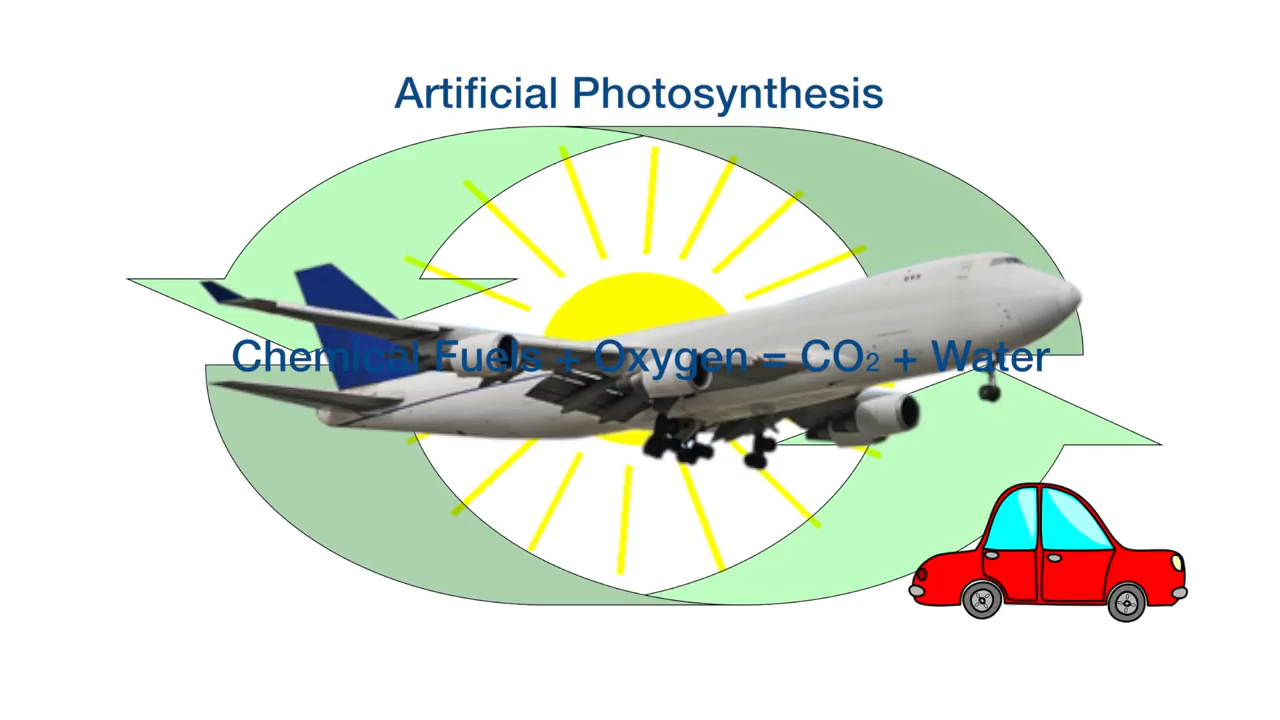 Artificial Photosynthesis
Chemical Fuels + Oxygen = CO₂ + Water